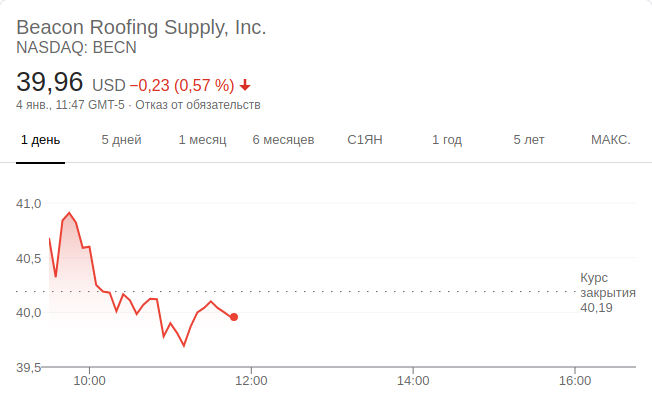 Beacon Roofing Supply, Inc.
NASDAQ: BECN
39,96 USD −0,23 (0,57 %)
4 янв., 11:47 GMT-5 · Отказ от обязательств
1 день 5 дней 1 месяц 6 месяцев С1ЯН 1 год 5 лет МАКС.
41,0
40,5
Курс
закрытия
40,19
40,0
39,5
10:00 12:00 14:00 16:00